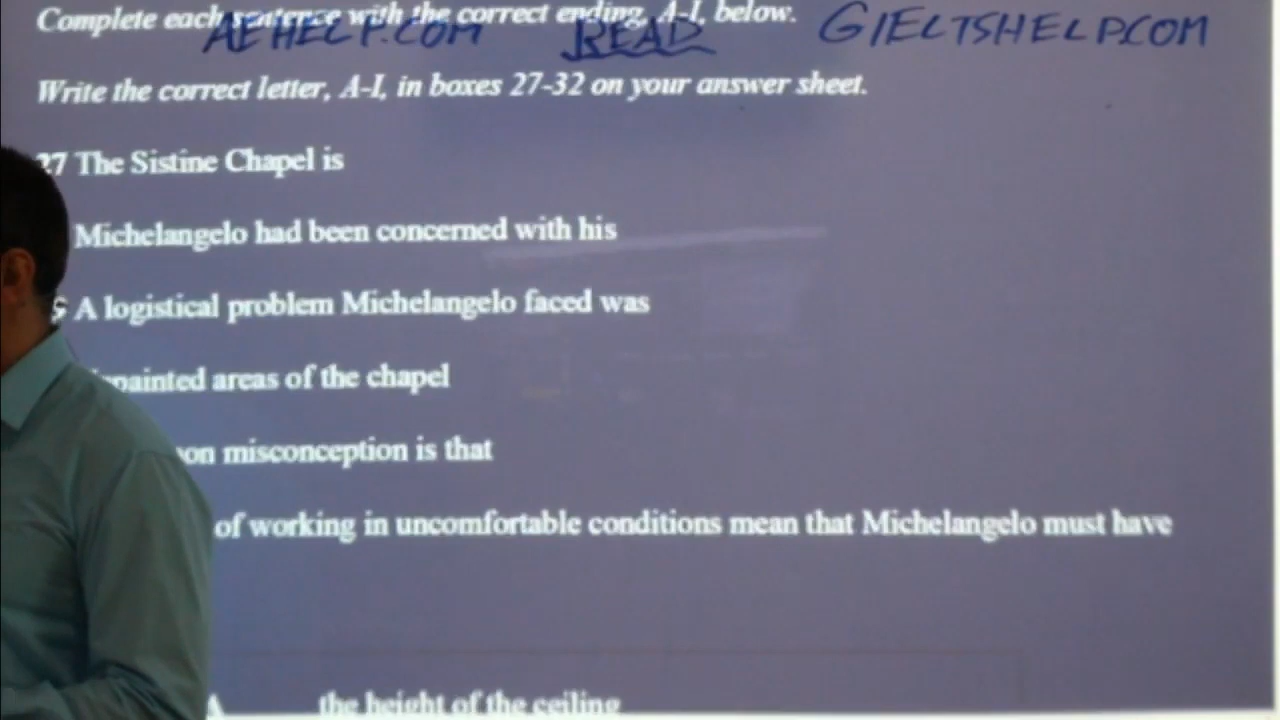 Complete each sentence with the correct ending, A-I, below.
AEHELP.COM READ GIELTSHELP.COM
Write the correct letter, A-I, in boxes 27-32 on your answer sheet.
27 The Sistine Chapel is
Michelangelo had been concerned with his
A logistical problem Michelangelo faced was
painted areas of the chapel
misconception is that
of working in uncomfortable conditions mean that Michelangelo must have
A the height of the ceiling